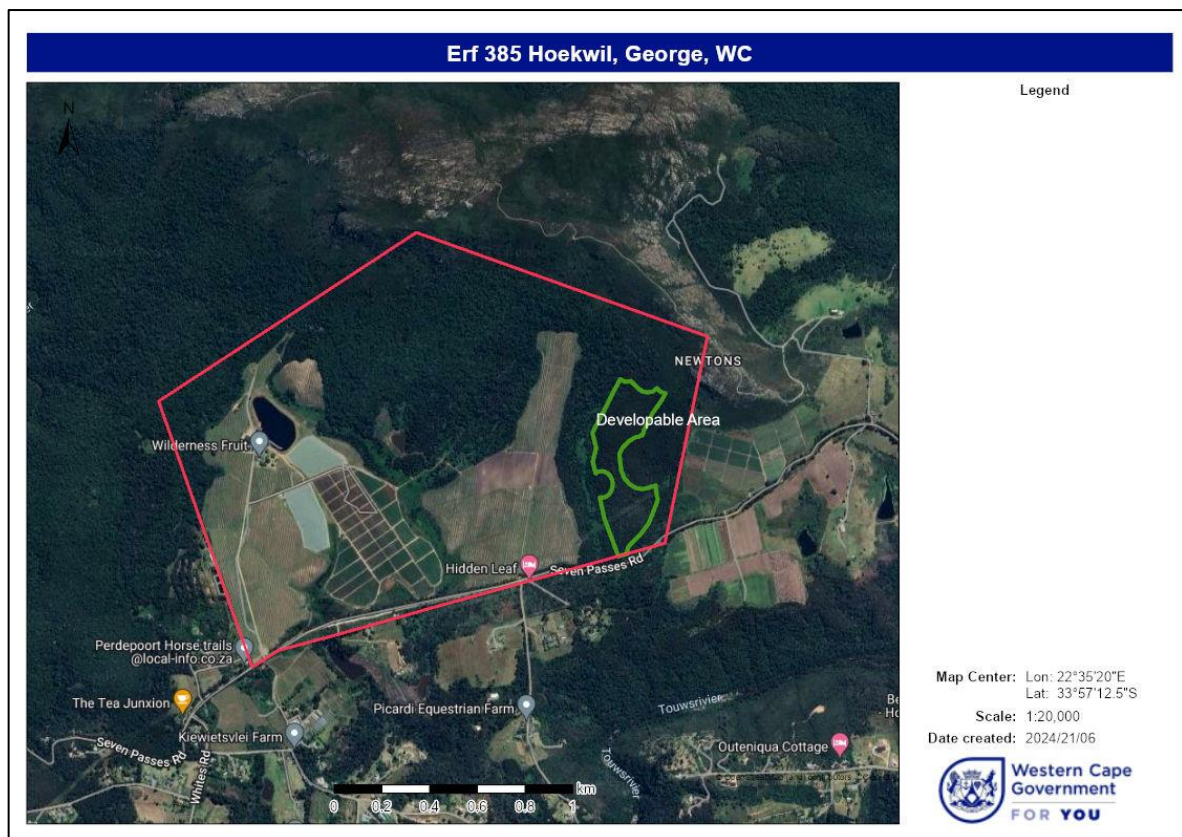 Erf 385 Hoekwil, George, WC
N
Legend
NEWTONS
Developable Area
Wilderness Fruit
Hidden Leaf
Seven Passes Rd
Perdepoort Horse trails
@local-info.co.za
The Tea Junxion
Picardi Equestrian Farm
Touwsrivier
Kiewietsvlei Farm
Seven Passes Rd
Whites Rd
Outeniqua Cottage
Touwsrivier
km
0 0.2 0.4 0.6 0.8 1
Map Center: Lon: 22°35'20"E
Lat: 33°57'12.5"S
Scale: 1:20,000
Date created: 2024/21/06
Western Cape
Government
FOR YOU